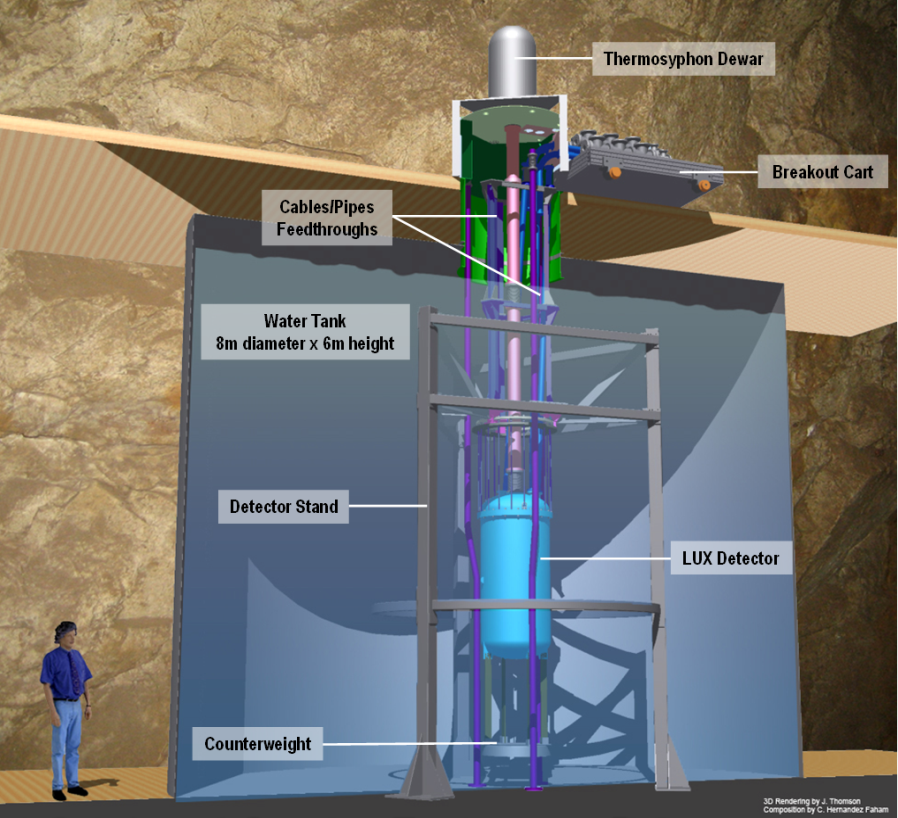 Thermosyphon Dewar
Breakout Cart
Cables/Pipes
Feedthroughs
Water Tank
8m diameter x 6m height
Detector Stand
LUX Detector
Counterweight
3D Rendering by J. Thomson
Composition by C. Hernandez Faham